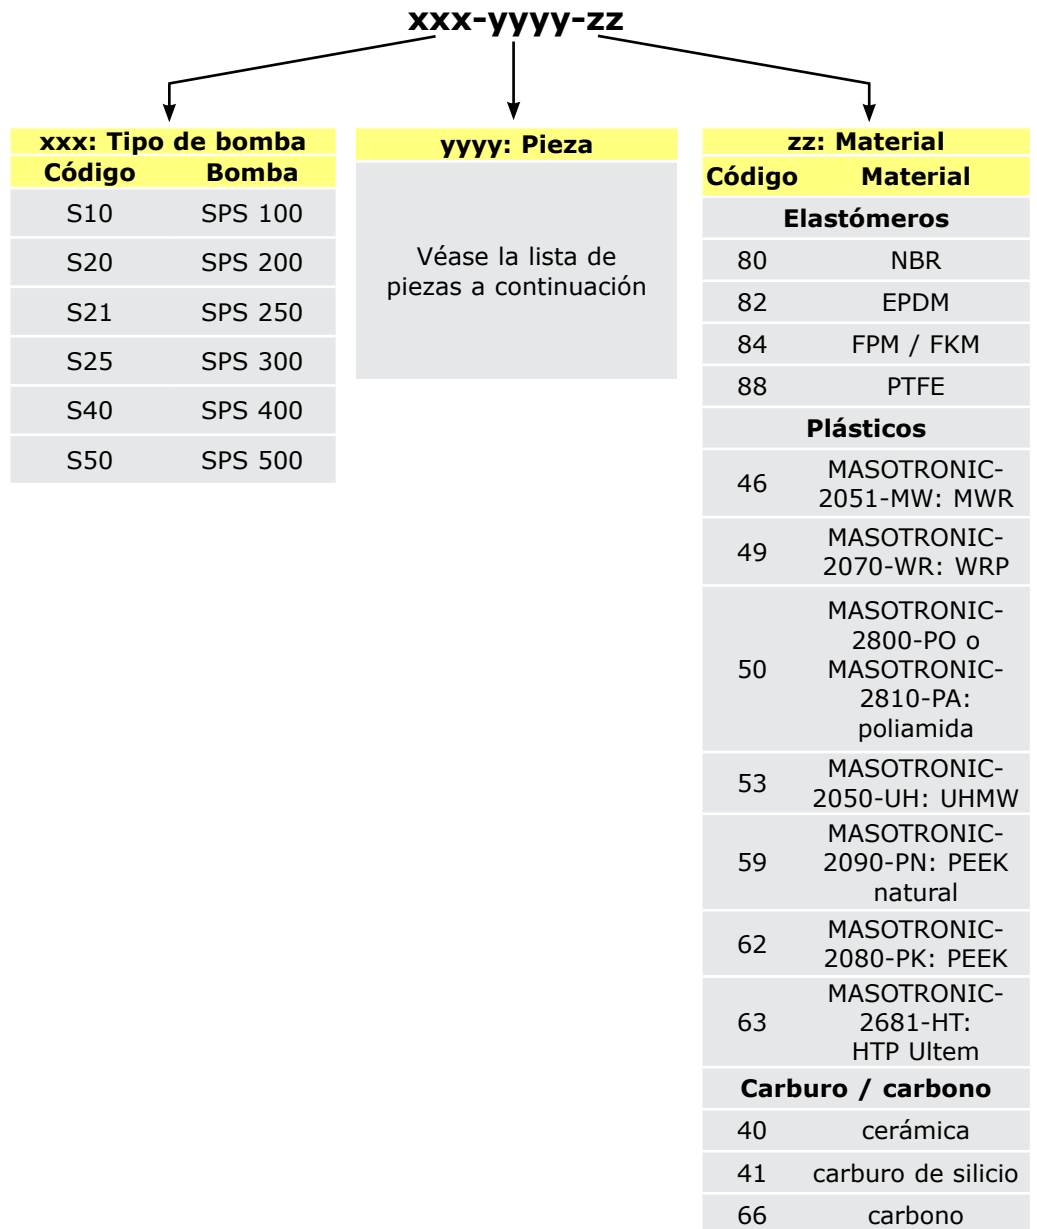 xxx-yyyy-zz
xxx: Tipo de bomba
Código Bomba
S10 SPS 100
S20 SPS 200
S21 SPS 250
S25 SPS 300
S40 SPS 400
S50 SPS 500
yyyy: Pieza
Véase la lista de
piezas a continuación
zz: Material
Código Material
Elastómeros
80 NBR
82 EPDM
84 FPM / FKM
88 PTFE
Plásticos
46 MASOTRONIC-
2051-MW: MWR
49 MASOTRONIC-
2070-WR: WRP
50 MASOTRONIC-
2800-PO o
MASOTRONIC-
2810-PA:
poliamida
53 MASOTRONIC-
2050-UH: UHMW
59 MASOTRONIC-
2090-PN: PEEK
natural
62 MASOTRONIC-
2080-PK: PEEK
63 MASOTRONIC-
2681-HT:
HTP Ultem
Carburo / carbono
40 cerámica
41 carburo de silicio
66 carbono